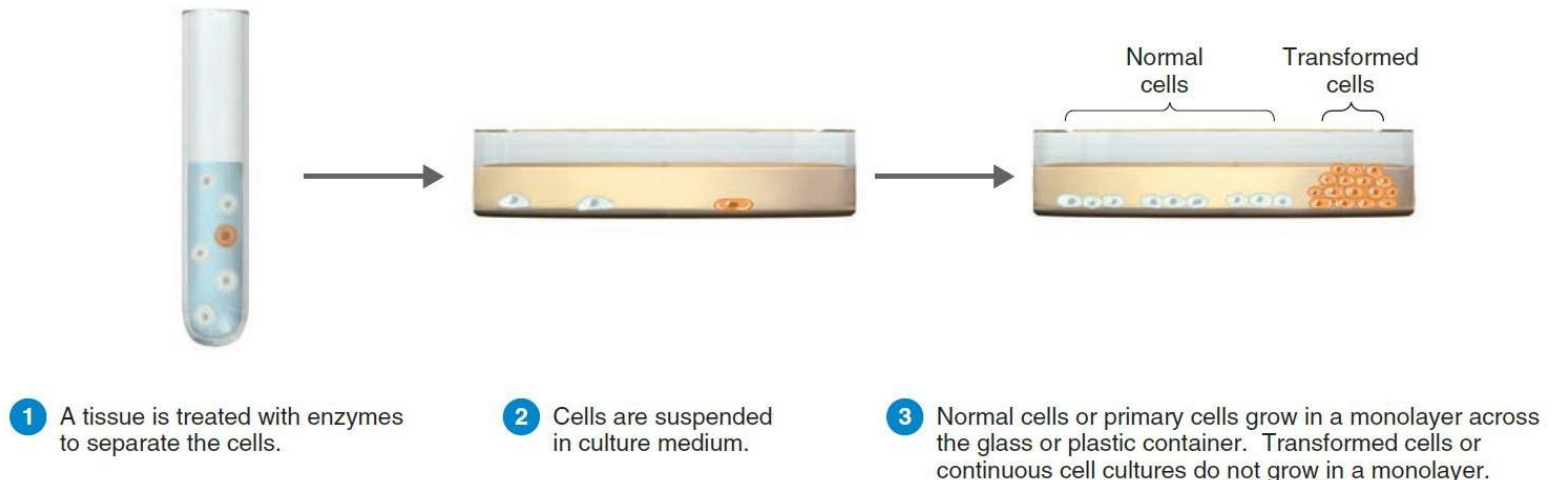 Normal
cells
Transformed
cells
1 A tissue is treated with enzymes
to separate the cells.
2 Cells are suspended
in culture medium.
3 Normal cells or primary cells grow in a monolayer across
the glass or plastic container. Transformed cells or
continuous cell cultures do not grow in a monolayer.